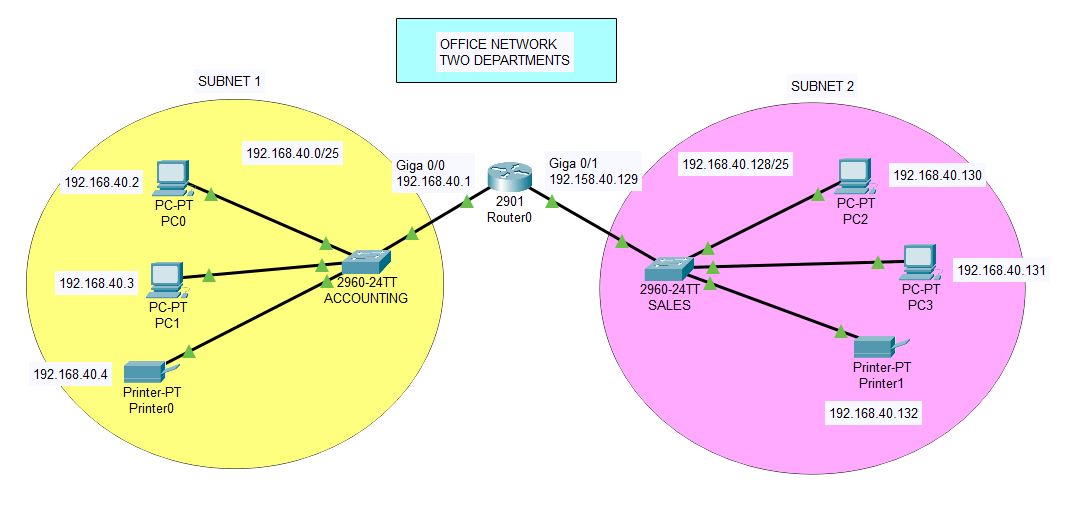 OFFICE NETWORK
TWO DEPARTMENTS
SUBNET 1
192.168.40.0/25
192.168.40.2
PC-PT
PC0
192.168.40.3
PC-PT
PC1
192.168.40.4
Printer-PT
Printer0
2960-24TT
ACCOUNTING
Giga 0/0
192.168.40.1
2901
Router0
Giga 0/1
192.158.40.129
SUBNET 2
192.168.40.128/25
2960-24TT
SALES
PC-PT
PC2
192.168.40.130
PC-PT
PC3
192.168.40.131
Printer-PT
Printer1
192.168.40.132